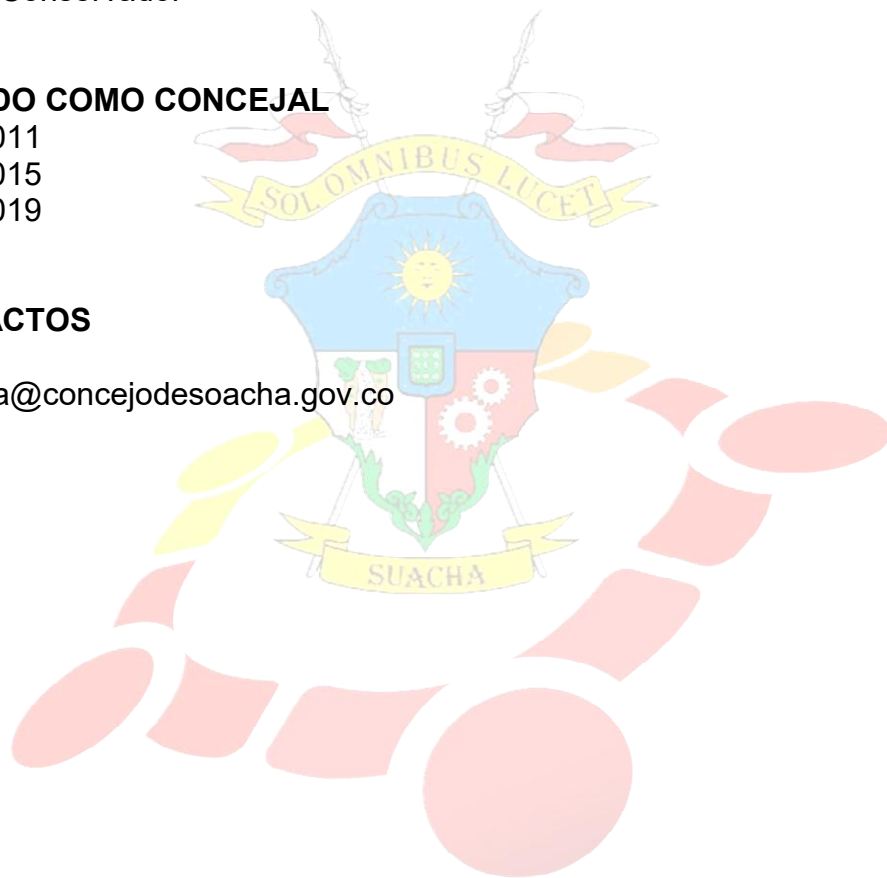 DO COMO CONCEJAL
011
015
019
SOL OMNIBUS LUCET
ACTOS
a@concejodesoacha.gov.co
SUACHA